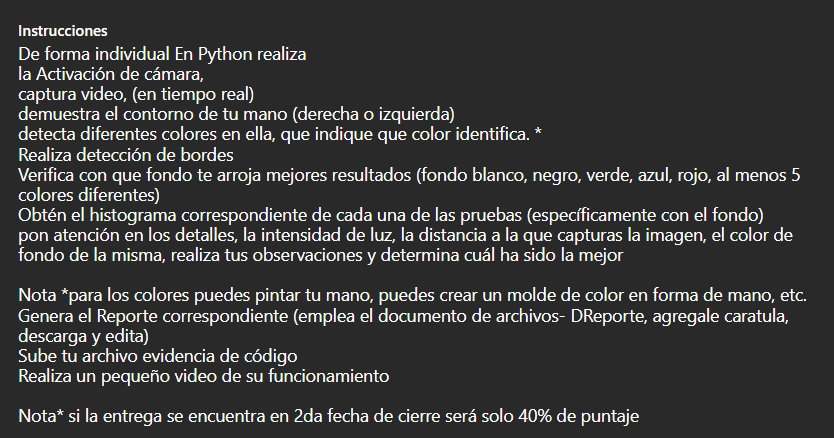 Instrucciones
De forma individual En Python realiza
la Activación de cámara,
captura video, (en tiempo real)
demuestra el contorno de tu mano (derecha o izquierda)
detecta diferentes colores en ella, que indique que color identifica. *
Realiza detección de bordes
Verifica con que fondo te arroja mejores resultados (fondo blanco, negro, verde, azul, rojo, al menos 5
colores diferentes)
Obtén el histograma correspondiente de cada una de las pruebas (específicamente con el fondo)
pon atención en los detalles, la intensidad de luz, la distancia a la que capturas la imagen, el color de
fondo de la misma, realiza tus observaciones y determina cuál ha sido la mejor
Nota *para los colores puedes pintar tu mano, puedes crear un molde de color en forma de mano, etc.
Genera el Reporte correspondiente (emplea el documento de archivos- DReporte, agregale caratula,
descarga y edita)
Sube tu archivo evidencia de código
Realiza un pequeño video de su funcionamiento
Nota* si la entrega se encuentra en 2da fecha de cierre será solo 40% de puntaje